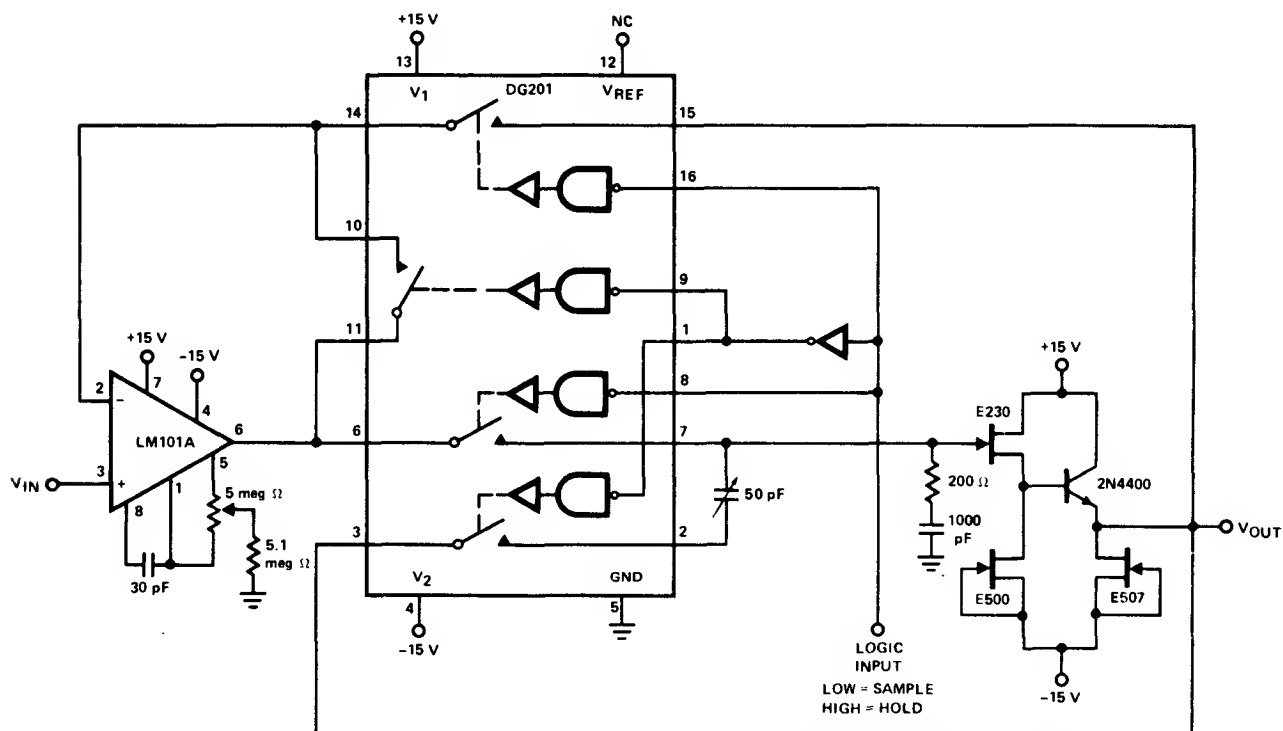 +15 V
NC
13
12
V1
DG201
VREF
14
15
16
10
9
11
1
+15 V
-15 V
8
2
7
4
-
LM101A
6
6
7
+15 V
E230
VIN
3
+
5
1
8
5 meg Ω
50 pF
200 Ω
2N4400
1000
pF
VOUT
3
2
30 pF
5.1
meg Ω
V2
GND
E500
E507
4
5
-15 V
LOGIC
INPUT
LOW = SAMPLE
HIGH = HOLD
-15 V